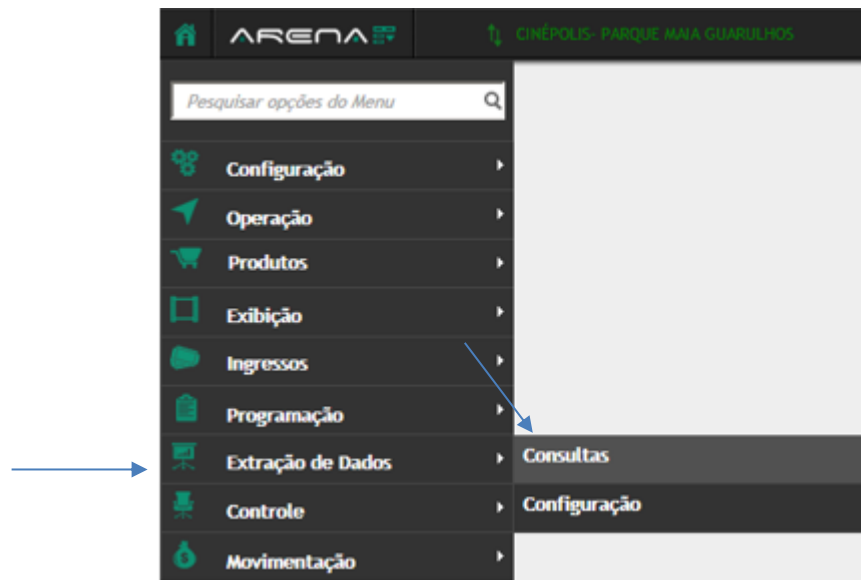 ARENA CINÉPOLIS- PARQUE MAIA GUARULHOS
Pesquisar opções do Menu
Configuração
Operação
Produtos
Exibição
Ingressos
Programação
Extração de Dados
Consultas
Controle
Configuração
Movimentação